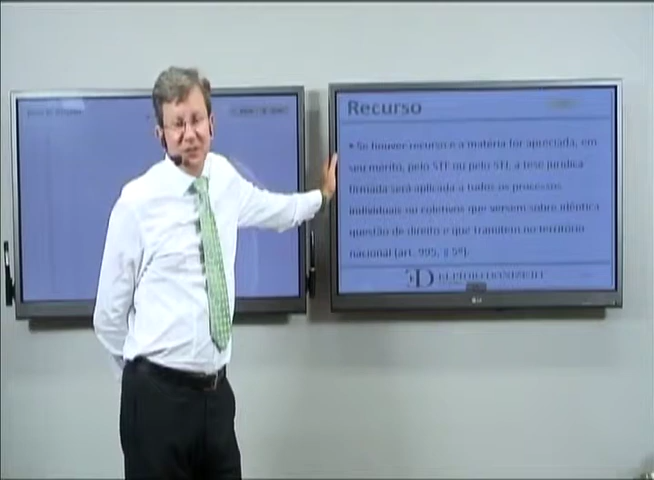 Recurso
• Se houver recurso e a matéria for apreciada, em
seu mérito, pelo STF ou pelo STJ, a tese jurídica
firmada será aplicada a todos os processos
individuais ou coletivos que versem sobre idêntica
questão de direito e que tramitem no território
nacional (art. 995, § 5º).
LG